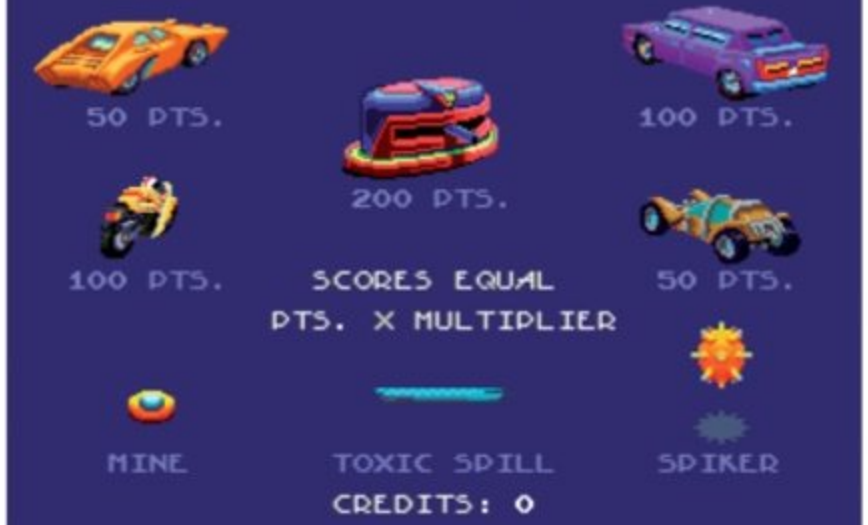 50 PTS.
100 PTS.
200 PTS.
100 PTS.
50 PTS.
SCORES EQUAL
PTS. X MULTIPLIER
MINE
TOXIC SPILL
SPIKER
CREDITS: 0